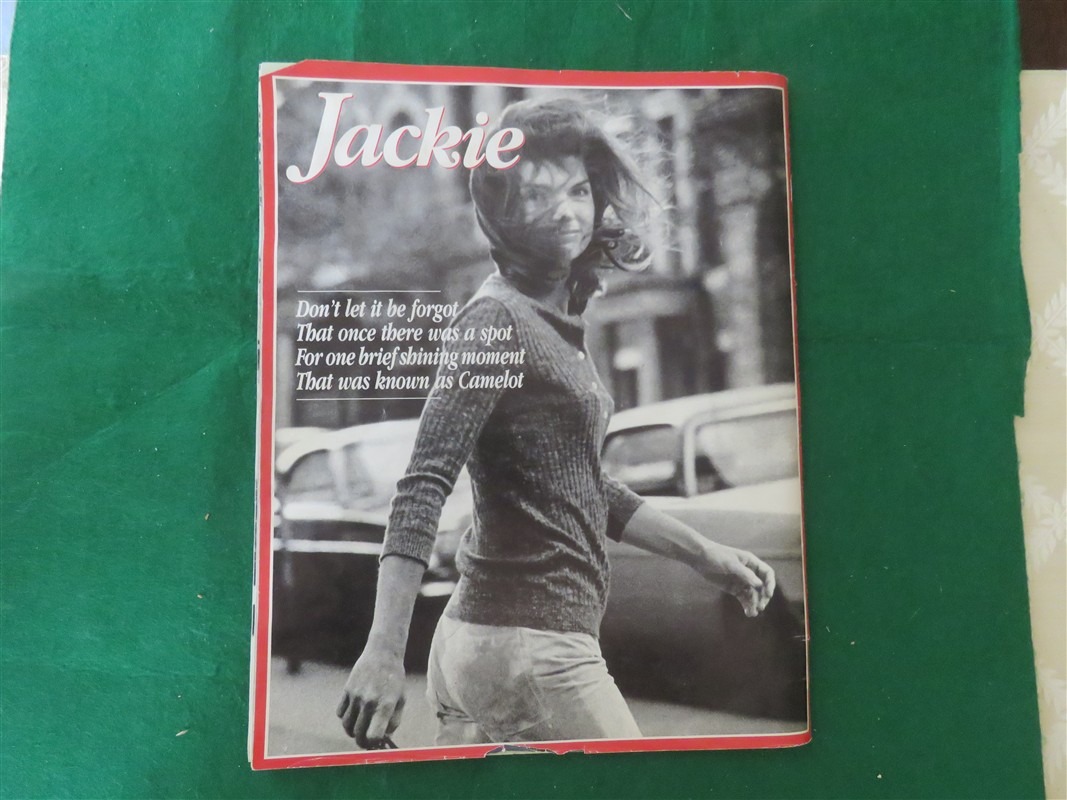 Jackie
Don't let it be forgot
That once there was a spot
For one brief shining moment
That was known as Camelot